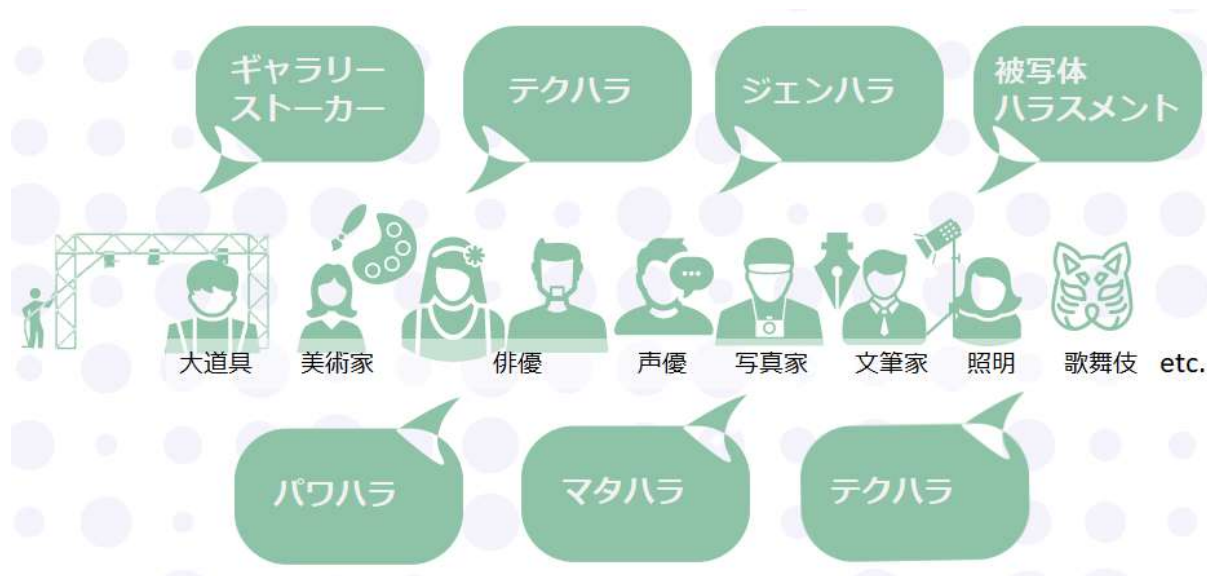 ギャラリー
ストーカー
テクハラ
ジェンハラ
被写体
ハラスメント
大道具
美術家
俳優
声優
写真家
文筆家
照明
歌舞伎
etc.
パワハラ
マタハラ
テクハラ